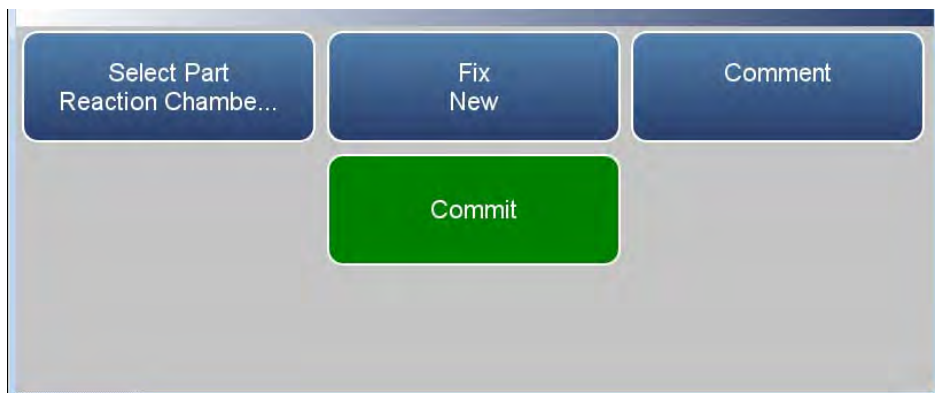 Select Part
Reaction Chambe...
Fix
New
Comment
Commit